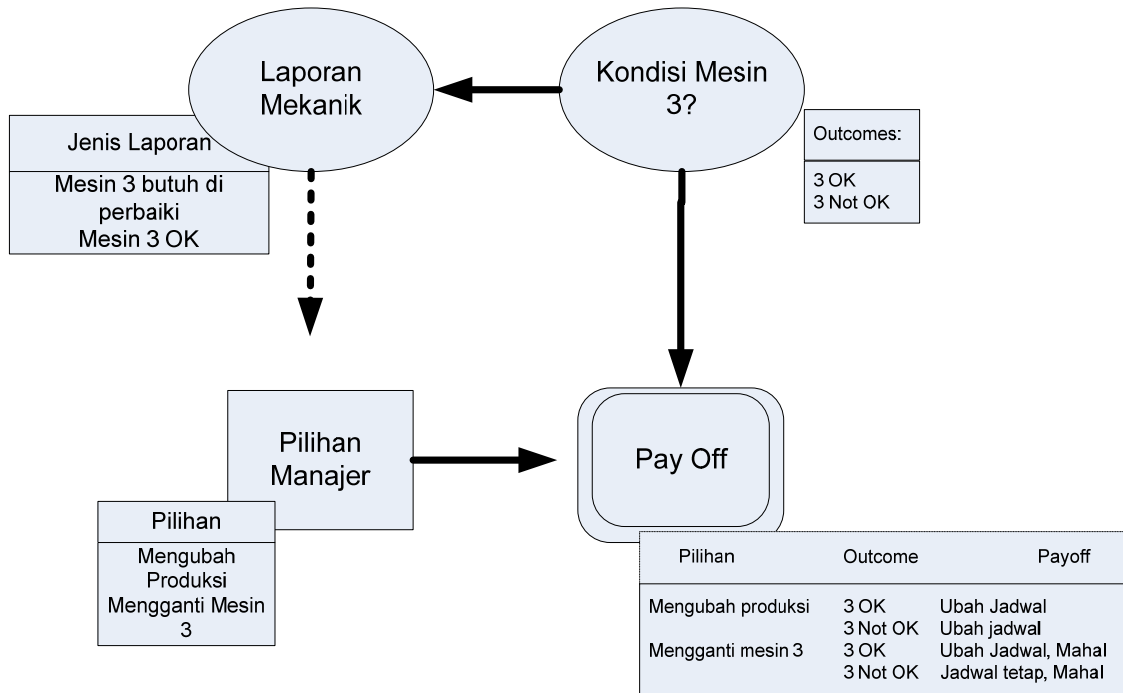 Laporan
Mekanik
Kondisi Mesin
3?
Jenis Laporan
Mesin 3 butuh di
perbaiki
Mesin 3 OK
Outcomes:
3 OK
3 Not OK
Pilihan
Manajer
Pay Off
Pilihan
Mengubah
Produksi
Mengganti Mesin
3
Pilihan Outcome Payoff
Mengubah produksi 3 OK Ubah Jadwal
3 Not OK Ubah jadwal
Mengganti mesin 3 3 OK Ubah Jadwal, Mahal
3 Not OK Jadwal tetap, Mahal